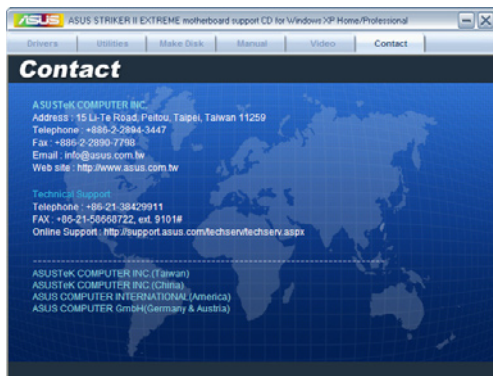 ASUS ASUS STRIKER II EXTREME motherboard support CD for Windows XP Home/Professional
Drivers Utilities Make Disk Manual Video Contact
Contact
ASUSTeK COMPUTER INC.
Address : 15 Li-Te Road, Peitou, Taipei, Taiwan 11259
Telephone : +886-2-2894-3447
Fax : +886-2-2890-7798
Email : info@asus.com.tw
Web site : http://www.asus.com.tw
Technical Support
Telephone : +86-21-38429911
FAX : +86-21-58668722, ext. 9101#
Online Support : http://support.asus.com/techserv/techserv.aspx
ASUSTeK COMPUTER INC.(Taiwan)
ASUSTeK COMPUTER INC.(China)
ASUS COMPUTER INTERNATIONAL(America)
ASUS COMPUTER GmbH(Germany & Austria)